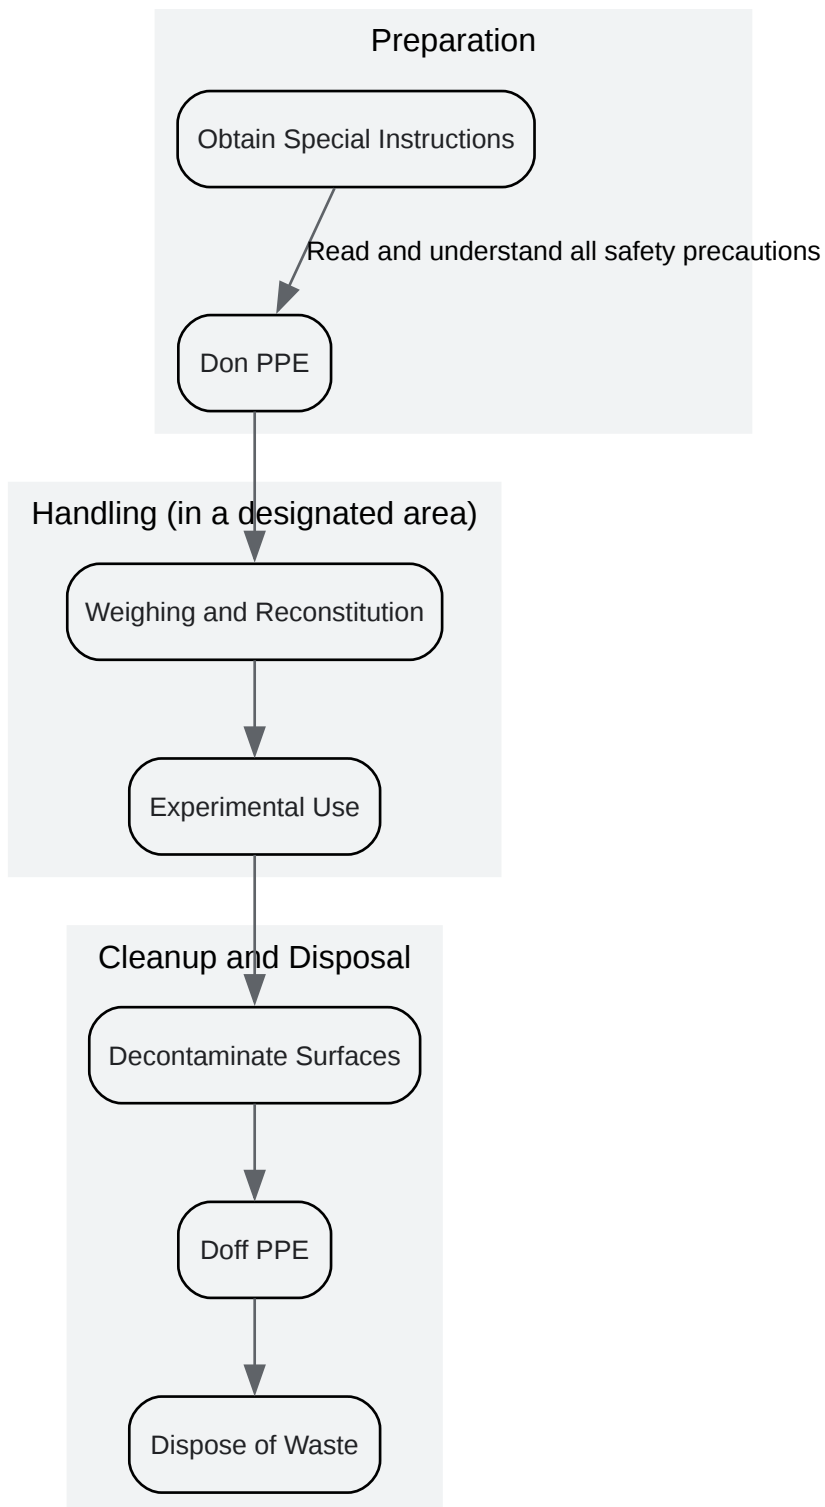 Preparation
Obtain Special Instructions
Read and understand all safety precautions
Don PPE
Handling (in a designated area)
Weighing and Reconstitution
Experimental Use
Cleanup and Disposal
Decontaminate Surfaces
Doff PPE
Dispose of Waste